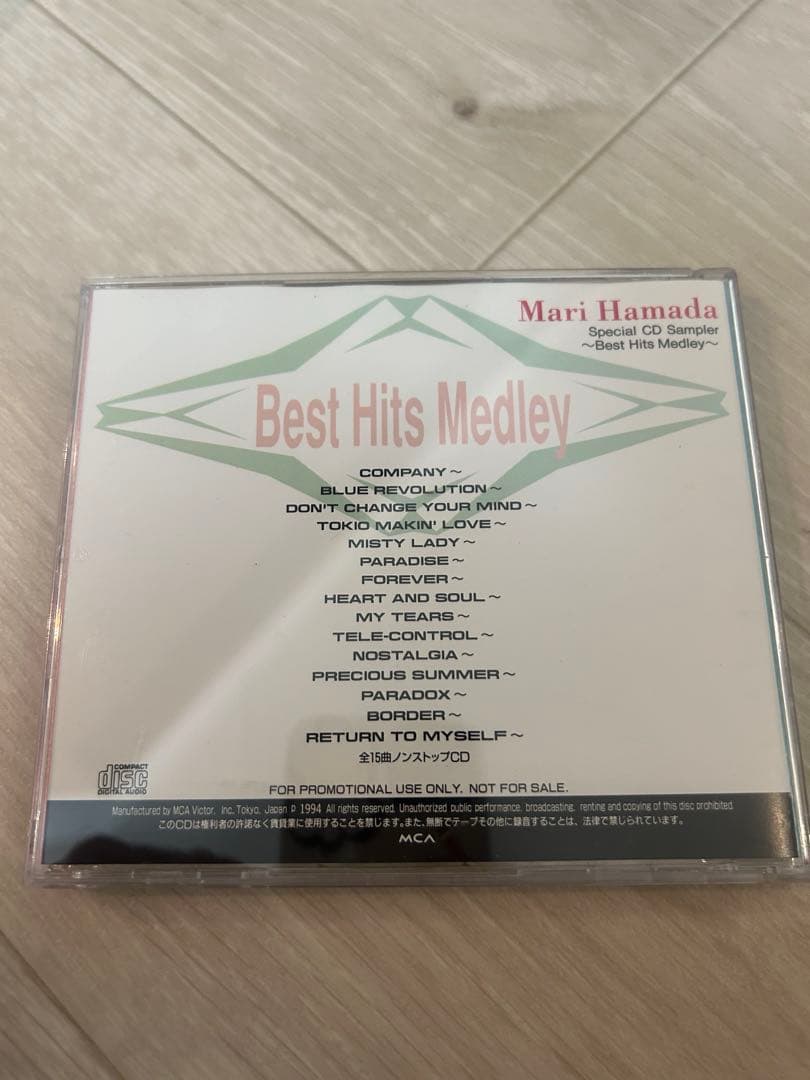 Mari Hamada
Special CD Sampler
～Best Hits Medley～
Best Hits Medley
COMPANY～
BLUE REVOLUTION～
DON'T CHANGE YOUR MIND～
TOKIO MAKIN' LOVE～
MISTY LADY～
PARADISE～
FOREVER～
HEART AND SOUL～
MY TEARS～
TELE-CONTROL～
NOSTALGIA～
PRECIOUS SUMMER～
PARADOX～
BORDER～
RETURN TO MYSELF～
全15曲ノンストップCD
COMPACT
disc
DIGITAL AUDIO
FOR PROMOTIONAL USE ONLY, NOT FOR SALE.
Manufactured by MCA Victor, Inc. Tokyo, Japan ℗ 1994 All rights reserved. Unauthorized public performance, broadcasting, renting and copying of this disc prohibited.
このCDは権利者の許諾なく賃貸業に使用することを禁じます。また、無断でテープその他に録音することは、法律で禁じられています。
MCA